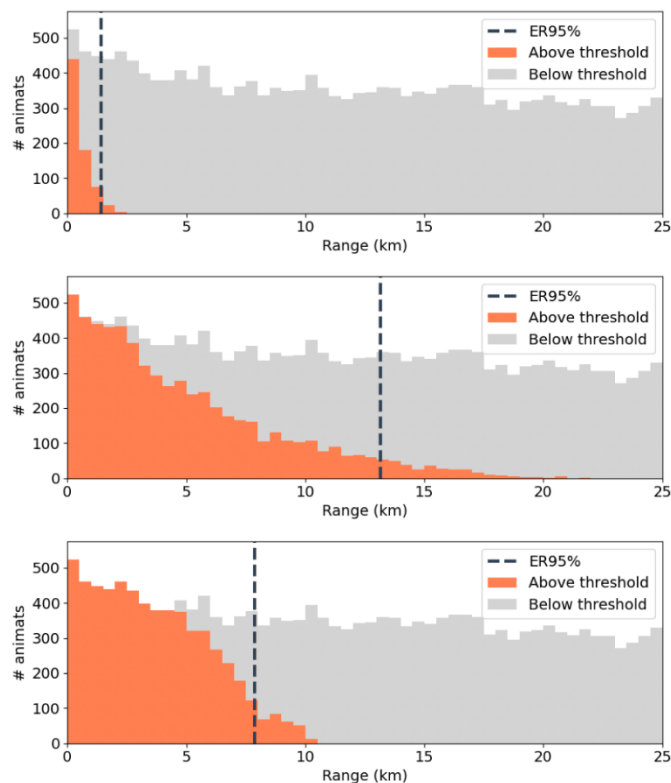 500
400
300
200
100
0
# animats
ER95%
Above threshold
Below threshold
0 5 10 15 20 25
Range (km)
500
400
300
200
100
0
# animats
ER95%
Above threshold
Below threshold
0 5 10 15 20 25
Range (km)
500
400
300
200
100
0
# animats
ER95%
Above threshold
Below threshold
0 5 10 15 20 25
Range (km)